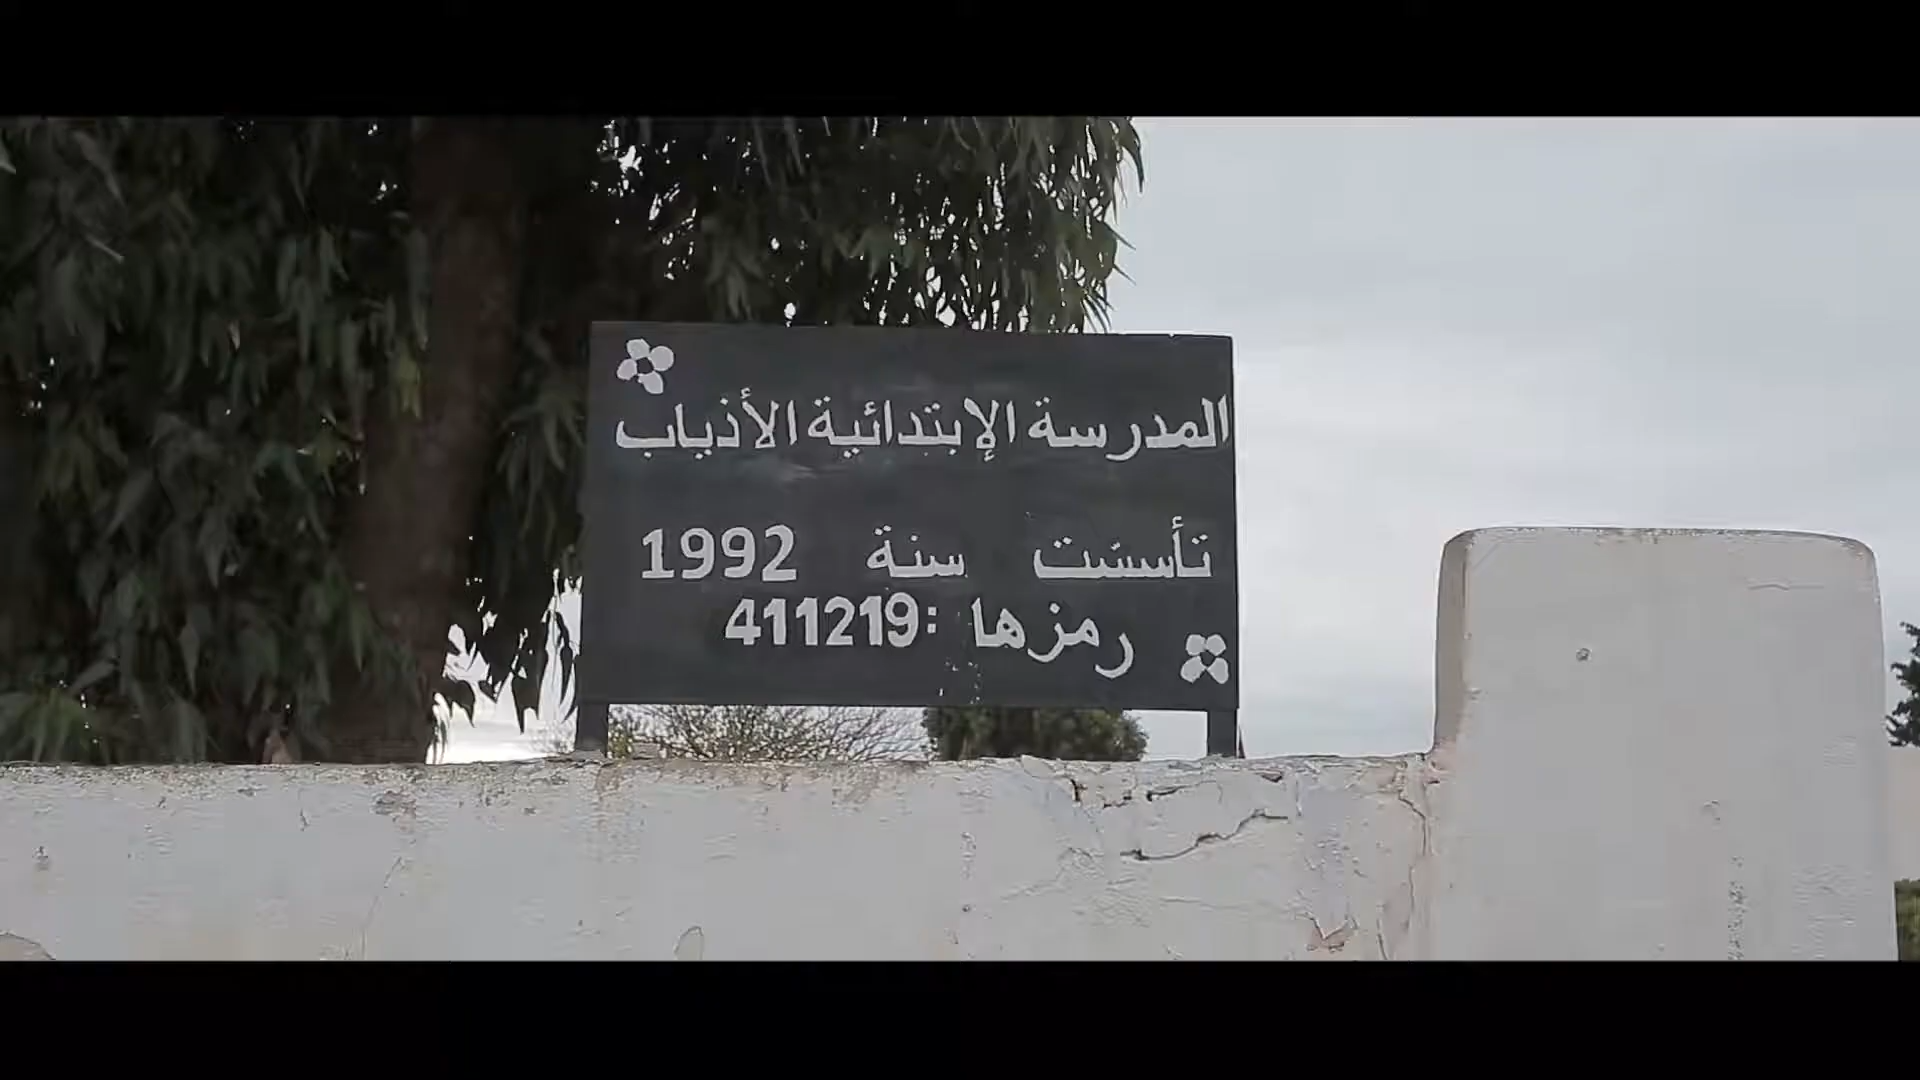 المدرسة الإبتدائية الأذياب
تأسست سنة 1992
رمزها : 411219